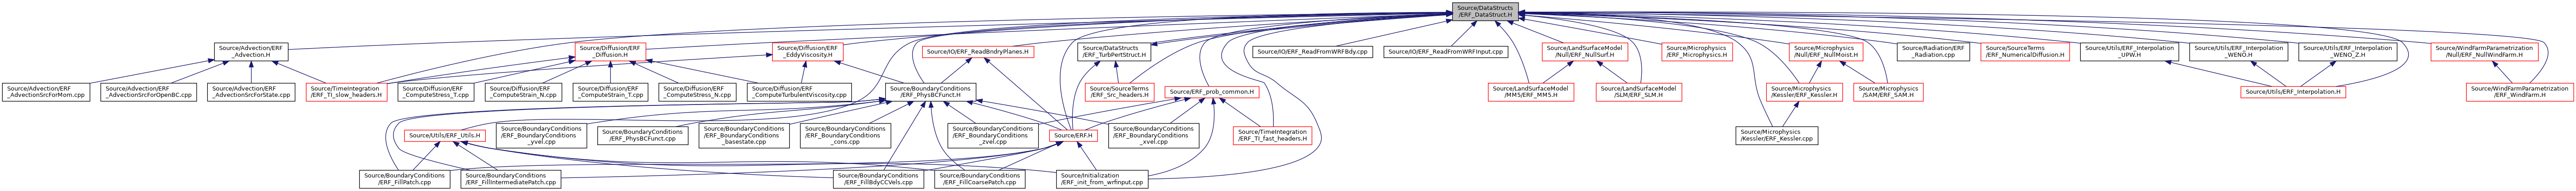 Source/DataStructs
/ERF_DataStruct.H
Source/Advection/ERF
_Advection.H
Source/Diffusion/ERF
_Diffusion.H
Source/Diffusion/ERF
_EddyViscosity.H
Source/IO/ERF_ReadBndryPlanes.H
Source/DataStructs
/ERF_TurbPertStruct.H
Source/IO/ERF_ReadFromWRFBdy.cpp
Source/IO/ERF_ReadFromWRFInput.cpp
Source/LandSurfaceModel
/Null/ERF_NullSurf.H
Source/Microphysics
/ERF_Microphysics.H
Source/Microphysics
/Null/ERF_NullMoist.H
Source/Radiation/ERF
_Radiation.cpp
Source/SourceTerms
/ERF_NumericalDiffusion.H
Source/Utils/ERF_Interpolation
_UPW.H
Source/Utils/ERF_Interpolation
_WENO.H
Source/Utils/ERF_Interpolation
_WENO_Z.H
Source/WindFarmParametrization
/Null/ERF_NullWindFarm.H
Source/Advection/ERF
_AdvectionSrcForMom.cpp
Source/Advection/ERF
_AdvectionSrcForOpenBC.cpp
Source/Advection/ERF
_AdvectionSrcForState.cpp
Source/TimeIntegration
/ERF_TI_slow_headers.H
Source/Diffusion/ERF
_ComputeStress_T.cpp
Source/Diffusion/ERF
_ComputeStrain_N.cpp
Source/Diffusion/ERF
_ComputeStrain_T.cpp
Source/Diffusion/ERF
_ComputeStress_N.cpp
Source/Diffusion/ERF
_ComputeTurbulentViscosity.cpp
Source/BoundaryConditions
/ERF_PhysBCFunct.H
Source/SourceTerms
/ERF_Src_headers.H
Source/ERF_prob_common.H
Source/LandSurfaceModel
/MM5/ERF_MM5.H
Source/LandSurfaceModel
/SLM/ERF_SLM.H
Source/Microphysics
/Kessler/ERF_Kessler.H
Source/Microphysics
/SAM/ERF_SAM.H
Source/Utils/ERF_Interpolation.H
Source/WindFarmParametrization
/ERF_WindFarm.H
Source/Utils/ERF_Utils.H
Source/BoundaryConditions
/ERF_BoundaryConditions
_yvel.cpp
Source/BoundaryConditions
/ERF_PhysBCFunct.cpp
Source/BoundaryConditions
/ERF_BoundaryConditions
_basestate.cpp
Source/BoundaryConditions
/ERF_BoundaryConditions
_cons.cpp
Source/BoundaryConditions
/ERF_BoundaryConditions
_zvel.cpp
Source/ERF.H
Source/BoundaryConditions
/ERF_BoundaryConditions
_xvel.cpp
Source/TimeIntegration
/ERF_TI_fast_headers.H
Source/Microphysics
/Kessler/ERF_Kessler.cpp
Source/BoundaryConditions
/ERF_FillPatch.cpp
Source/BoundaryConditions
/ERF_FillIntermediatePatch.cpp
Source/BoundaryConditions
/ERF_FillBdyCCVels.cpp
Source/BoundaryConditions
/ERF_FillCoarsePatch.cpp
Source/Initialization
/ERF_init_from_wrfinput.cpp